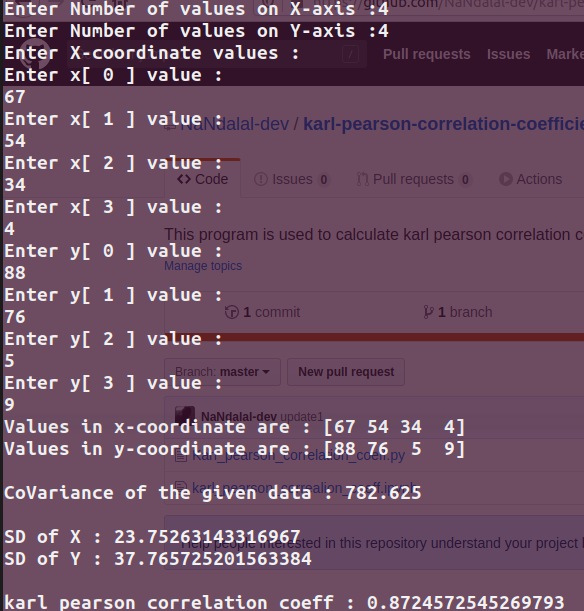 Enter Number of values on X-axis :4
Enter Number of values on Y-axis :4
Enter X-coordinate values :
Enter x[ 0 ] value :
67
Enter x[ 1 ] value :
54
Enter x[ 2 ] value :
34
Enter x[ 3 ] value :
4
Enter y[ 0 ] value :
88
Enter y[ 1 ] value :
76
Enter y[ 2 ] value :
5
Enter y[ 3 ] value :
9
Values in x-coordinate are : [67 54 34  4]
Values in y-coordinate are : [88 76  5  9]
CoVariance of the given data : 782.625
SD of X : 23.75263143316967
SD of Y : 37.765725201563384
karl pearson correlation coeff : 0.8724572545269793
github.com/NaNdalal-dev/karl-pe
/
Pull requests Issues Marke
NaNdalal-dev / karl-pearson-correlation-coefficie
Code Issues 0 Pull requests 0 Actions
This program is used to calculate karl pearson correlation c
Manage topics
1 commit 1 branch
Branch: master New pull request
NaNdalal-dev update1
karl_pearson_correlation_coeff.py
Help people interested in this repository understand your project